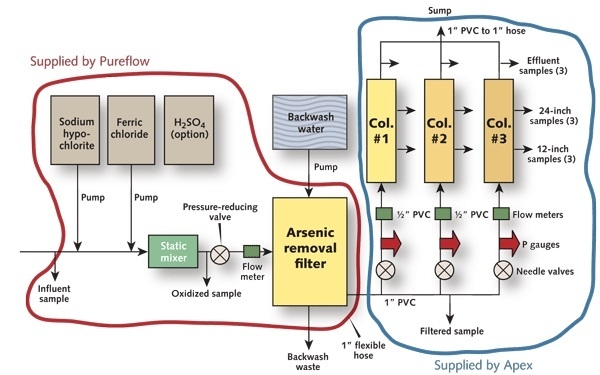 Sump
1" PVC to 1" hose
Supplied by Pureflow
Effluent
samples (3)
Sodium
hypo-
chlorite
Ferric
chloride
H₂SO₄
(option)
Backwash
water
Col.
#1
Col.
#2
Col.
#3
24-inch
samples (3)
12-inch
samples (3)
Pump
Pump
Pump
Pressure-reducing
valve
½" PVC
½" PVC
Flow meters
Static
mixer
Arsenic
removal
filter
P gauges
Flow
meter
Needle valves
Influent
sample
Oxidized sample
1" PVC
Filtered sample
1" flexible
hose
Backwash
waste
Supplied by Apex